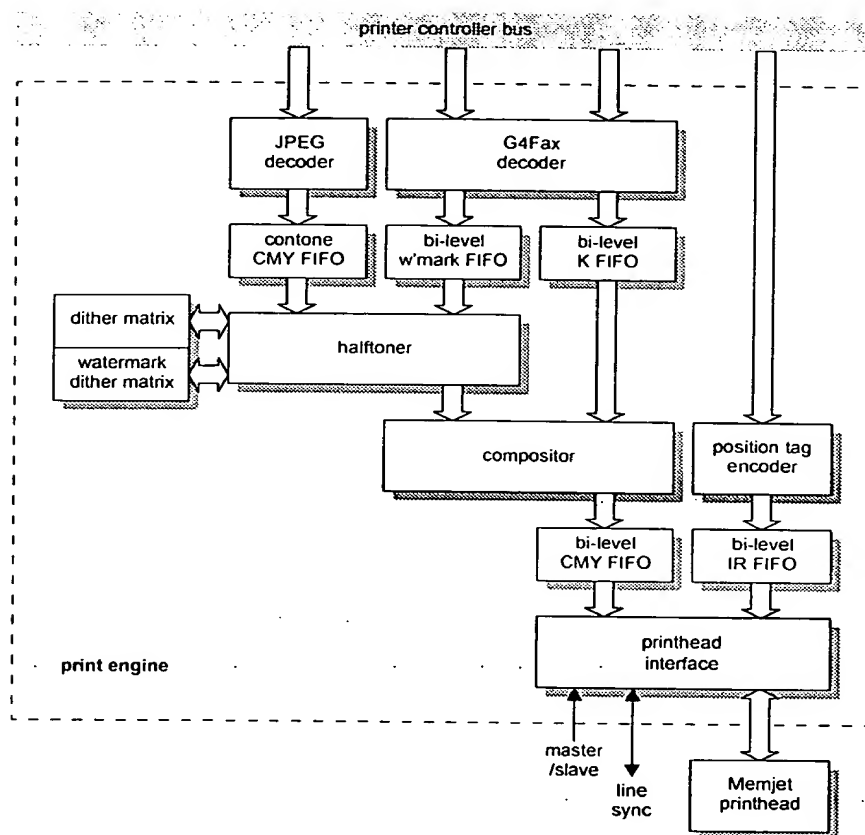 printer controller bus
JPEG
decoder
G4Fax
decoder
contone
CMY FIFO
bi-level
w'mark FIFO
bi-level
K FIFO
dither matrix
watermark
dither matrix
halftoner
compositor
position tag
encoder
bi-level
CMY FIFO
bi-level
IR FIFO
printhead
interface
print engine
master
/slave
line
sync
Memjet
printhead